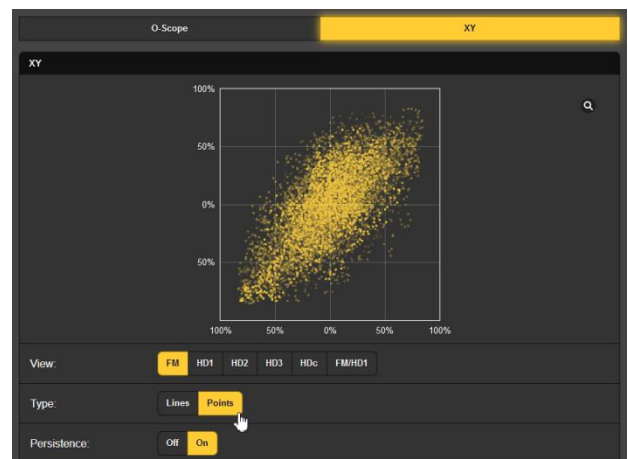 O-Scope XY
XY
100%
50%
0%
50%
100% 50% 0% 50% 100%
View: FM HD1 HD2 HD3 HDc FM/HD1
Type: Lines Points
Persistence: Off On